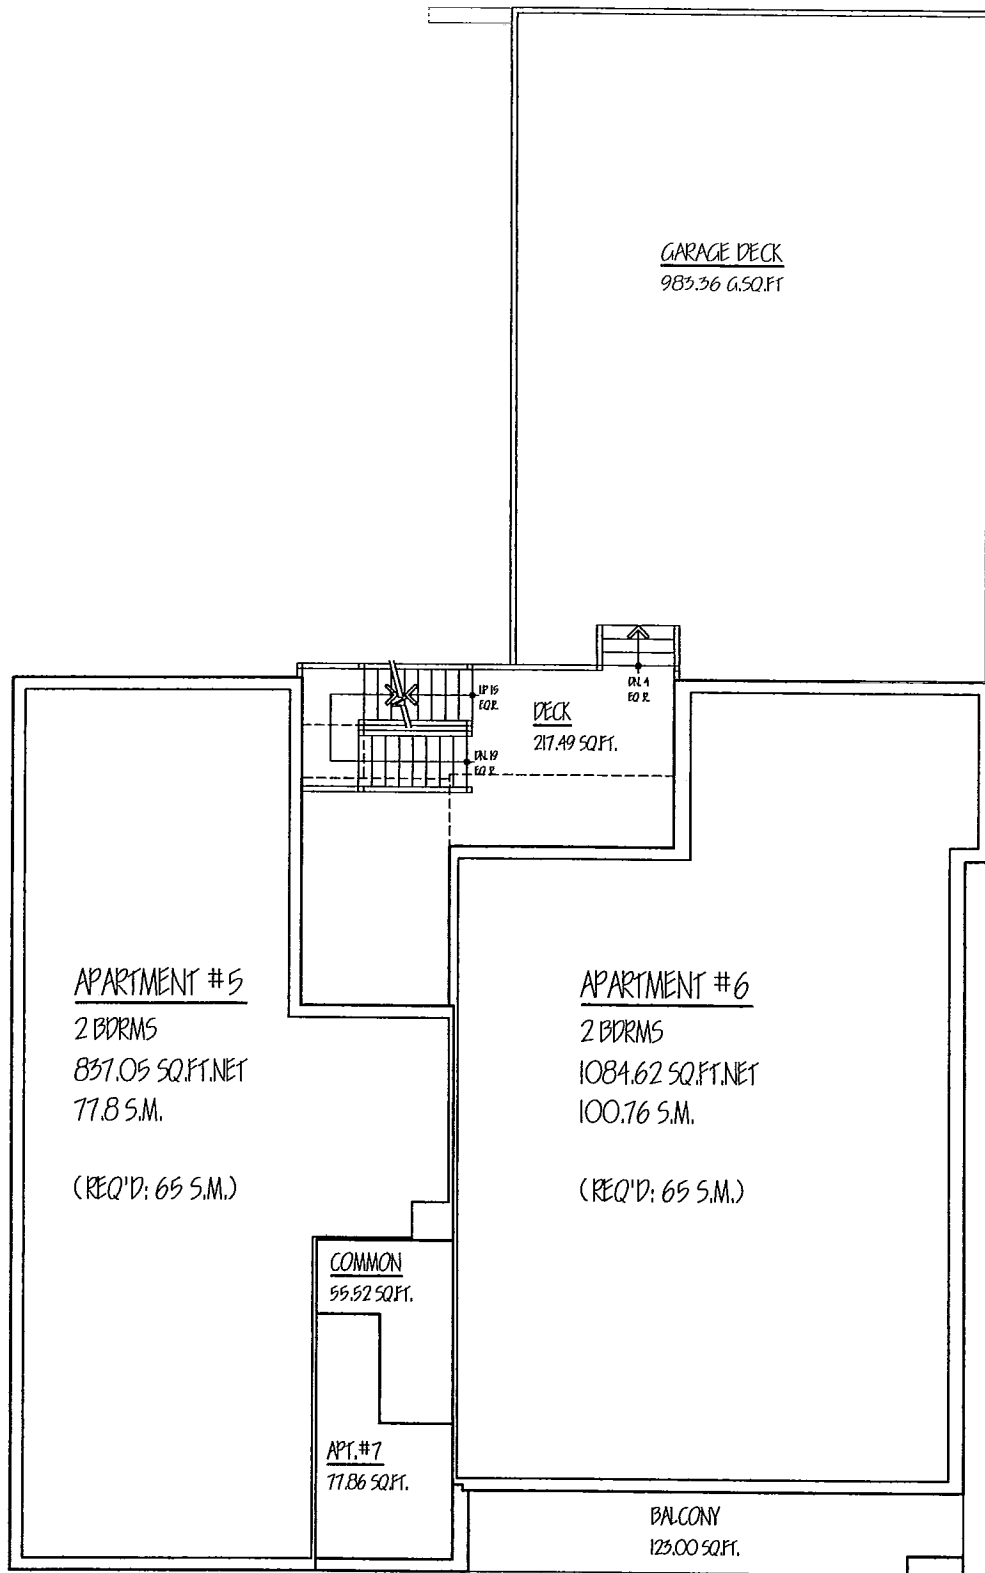 GARAGE DECK
983.36 G.SQ.FT
UP 15
EQ R.
DN. 4
EQ R.
DECK
217.49 SQ.FT.
DN. 19
EQ R.
APARTMENT #5
2 BDRMS
837.05 SQ.FT.NET
77.8 S.M.
(REQ'D: 65 S.M.)
APARTMENT #6
2 BDRMS
1084.62 SQ.FT.NET
100.76 S.M.
(REQ'D: 65 S.M.)
COMMON
55.52 SQ.FT.
APT. #7
77.86 SQ.FT.
BALCONY
123.00 SQ.FT.